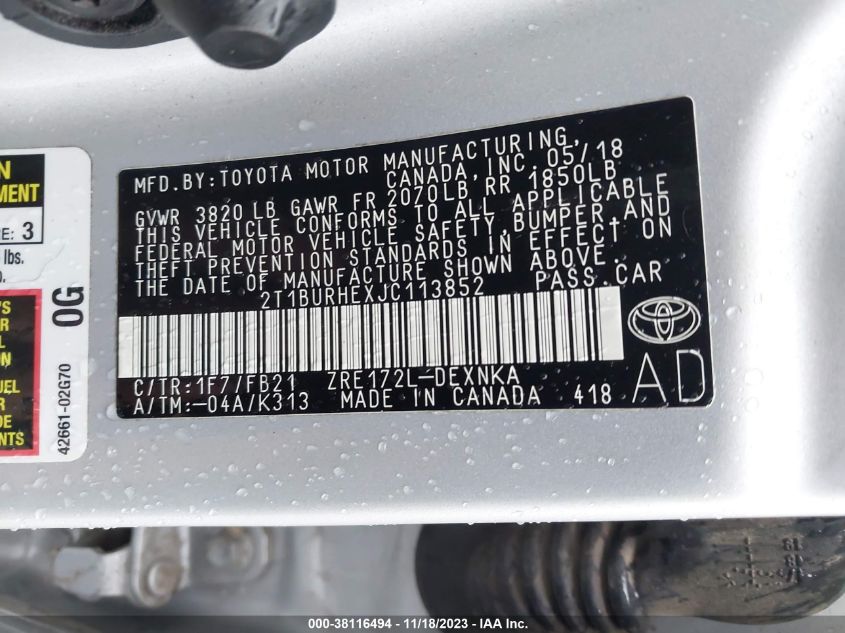 N
MENT
E: 3
lbs.
0G
42661-02G70
MFD.BY:TOYOTA MOTOR MANUFACTURING,
CANADA, INC. 05/18
GVWR 3820 LB GAWR FR 2070LB RR 1850LB
THIS VEHICLE CONFORMS TO ALL APPLICABLE
FEDERAL MOTOR VEHICLE SAFETY,BUMPER,AND
THEFT PREVENTION STANDARDS IN EFFECT ON
THE DATE OF MANUFACTURE SHOWN ABOVE.
2T1BURHEXJC113852 PASS.CAR
C/TR:1F7/FB21 ZRE172L-DEXNKA
A/TM:-04A/K313 MADE IN CANADA 418
AD
000-38116494 - 11/18/2023 - IAA Inc.